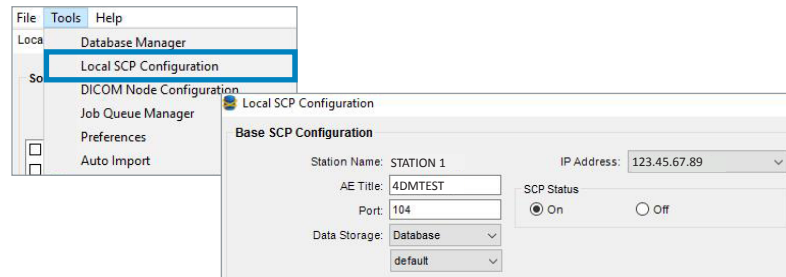 File Tools Help
Loca
Database Manager
So
Local SCP Configuration
DICOM Node Configuration
Job Queue Manager
Preferences
Auto Import
Local SCP Configuration
Base SCP Configuration
Station Name: STATION 1 IP Address: 123.45.67.89
AE Title: 4DMTEST SCP Status
Port: 104 On Off
Data Storage: Database
default